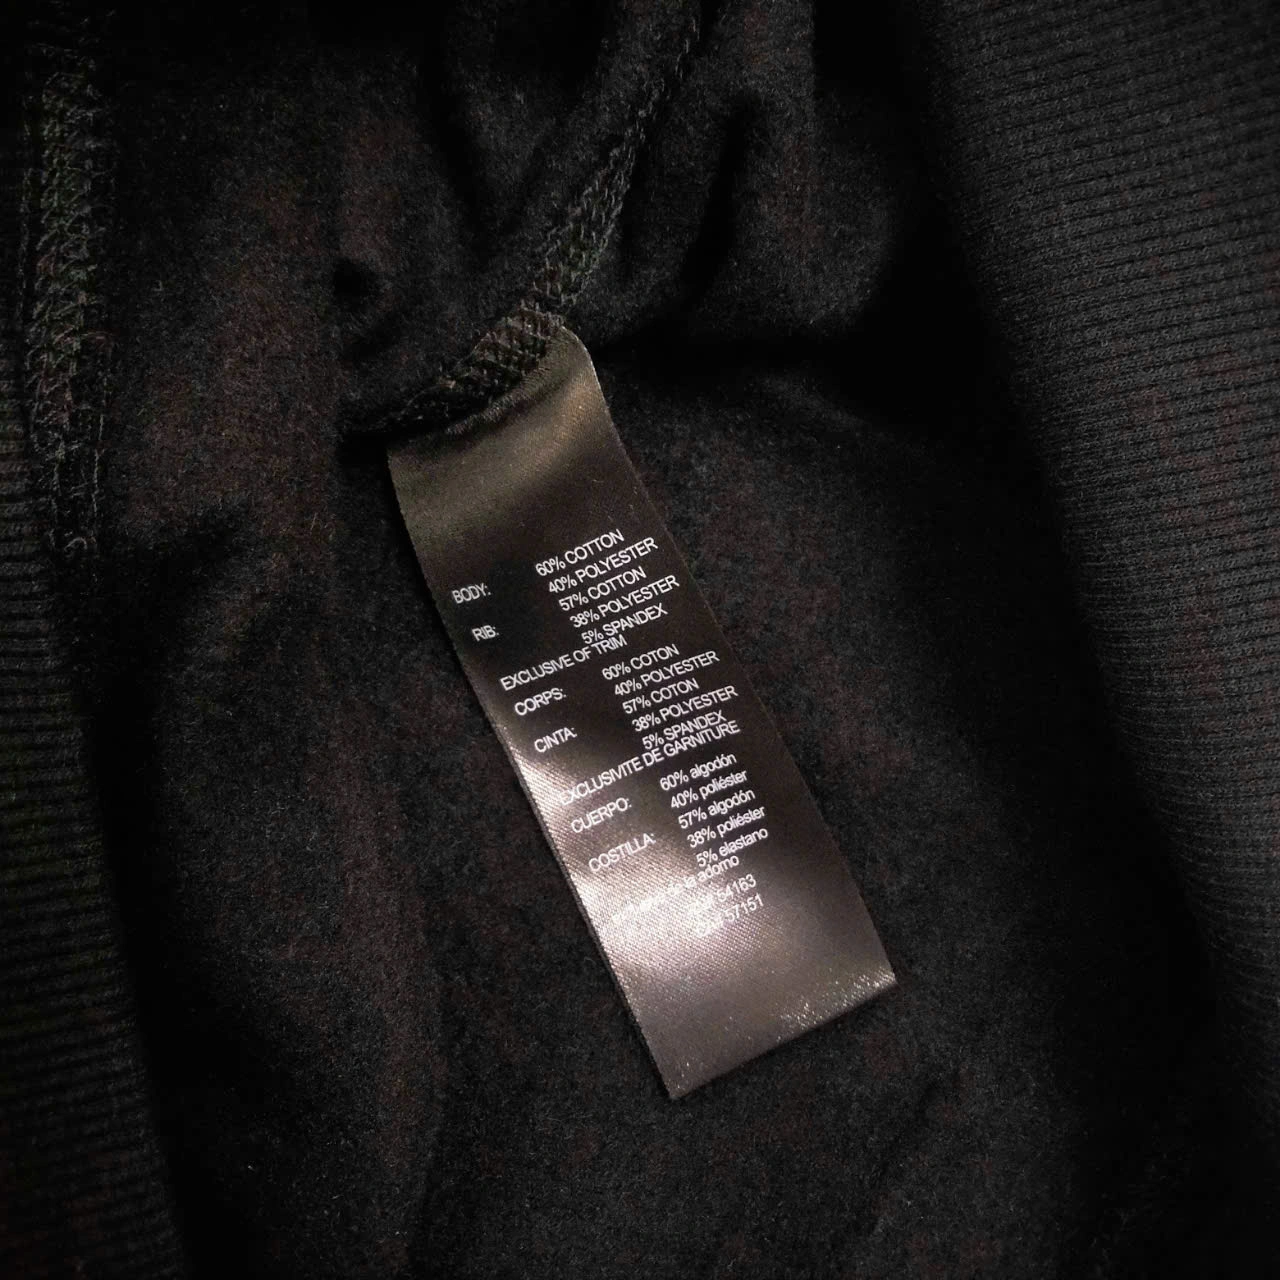 60% COTTON
BODY: 40% POLYESTER
57% COTTON
RIB: 38% POLYESTER
5% SPANDEX
EXCLUSIVE OF TRIM
60% COTON
CORPS: 40% POLYESTER
57% COTON
CINTA: 38% POLYESTER
5% SPANDEX
EXCLUSIVITE DE GARNITURE
60% algodón
CUERPO: 40% poliéster
57% algodón
COSTILLA: 38% poliéster
5% elastano
de la adorno
54163
57151